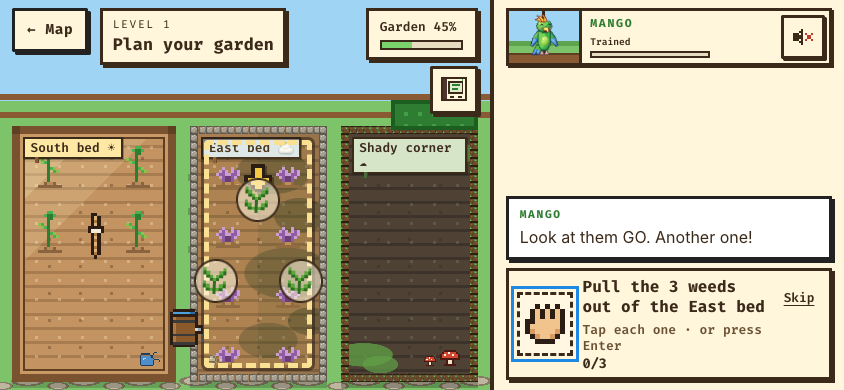 ← Map
LEVEL 1
Plan your garden
Garden 45%
South bed ☀
East bed ☁
Shady corner
☁
MANGO
Trained
MANGO
Look at them GO. Another one!
Pull the 3 weeds
out of the East bed
Skip
Tap each one · or press
Enter
0/3